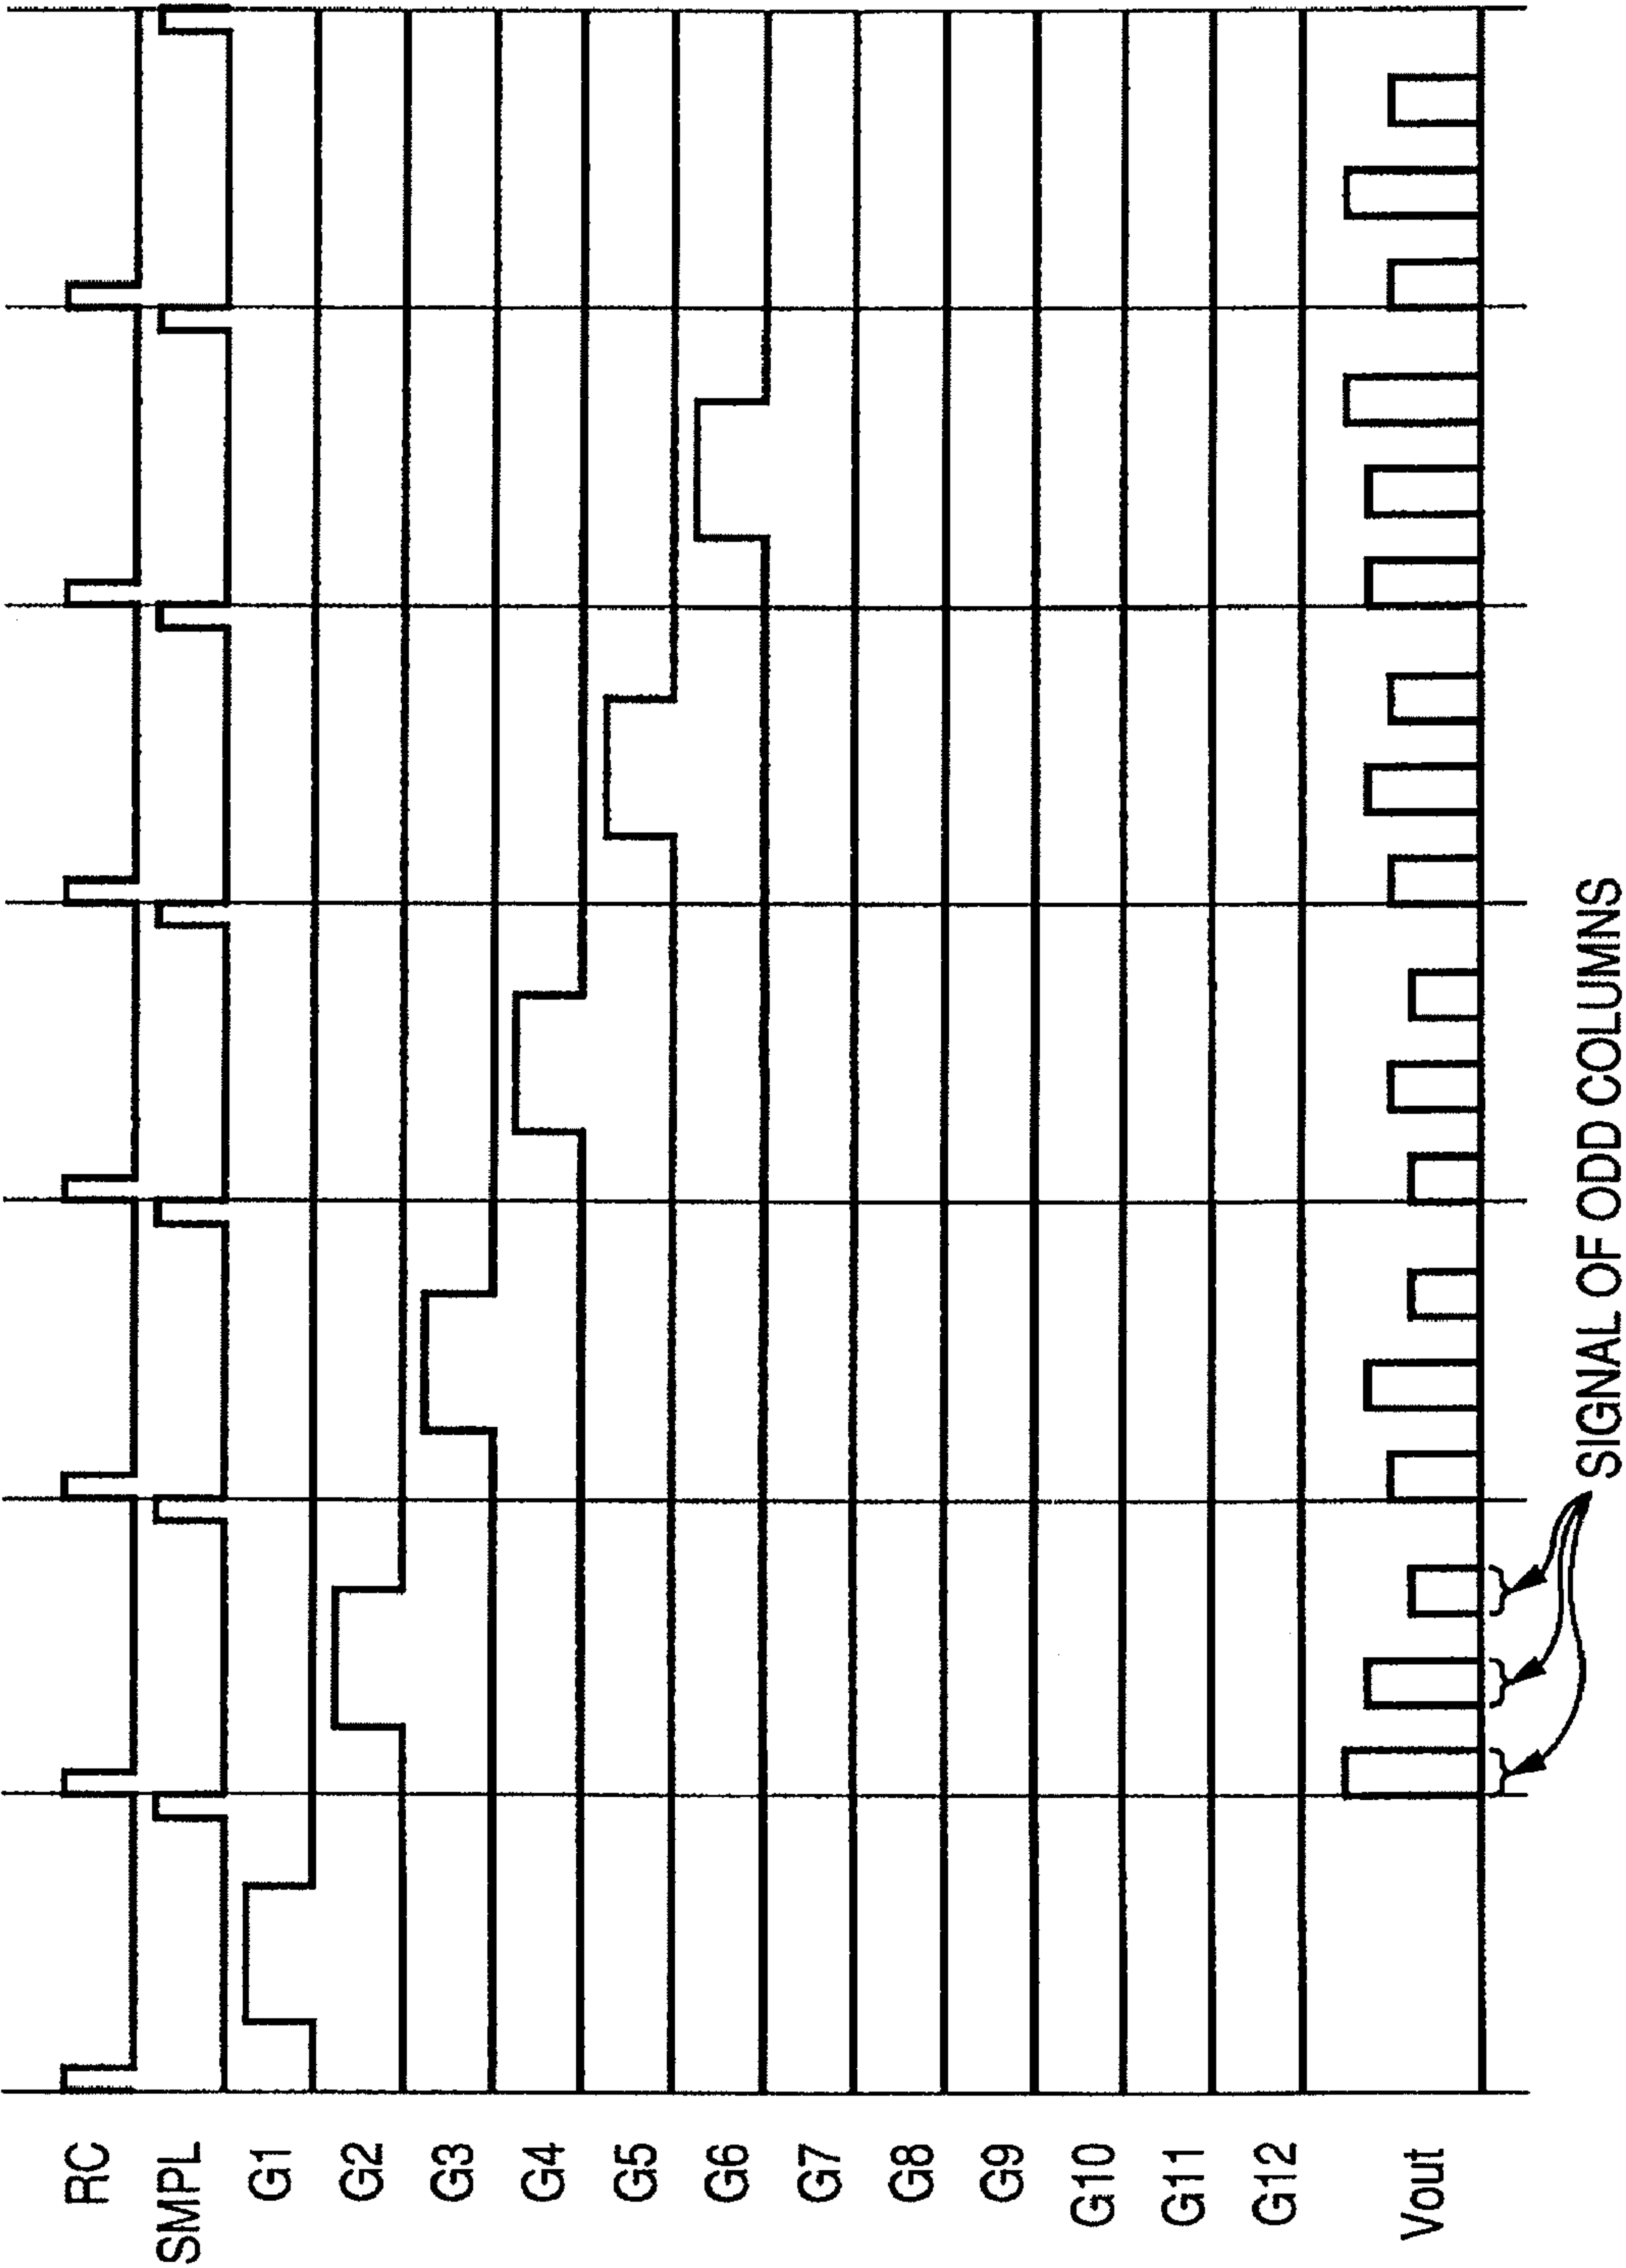 RC
SMPL
G1
G2
G3
G4
G5
G6
G7
G8
G9
G10
G11
G12
Vout
SIGNAL OF ODD COLUMNS